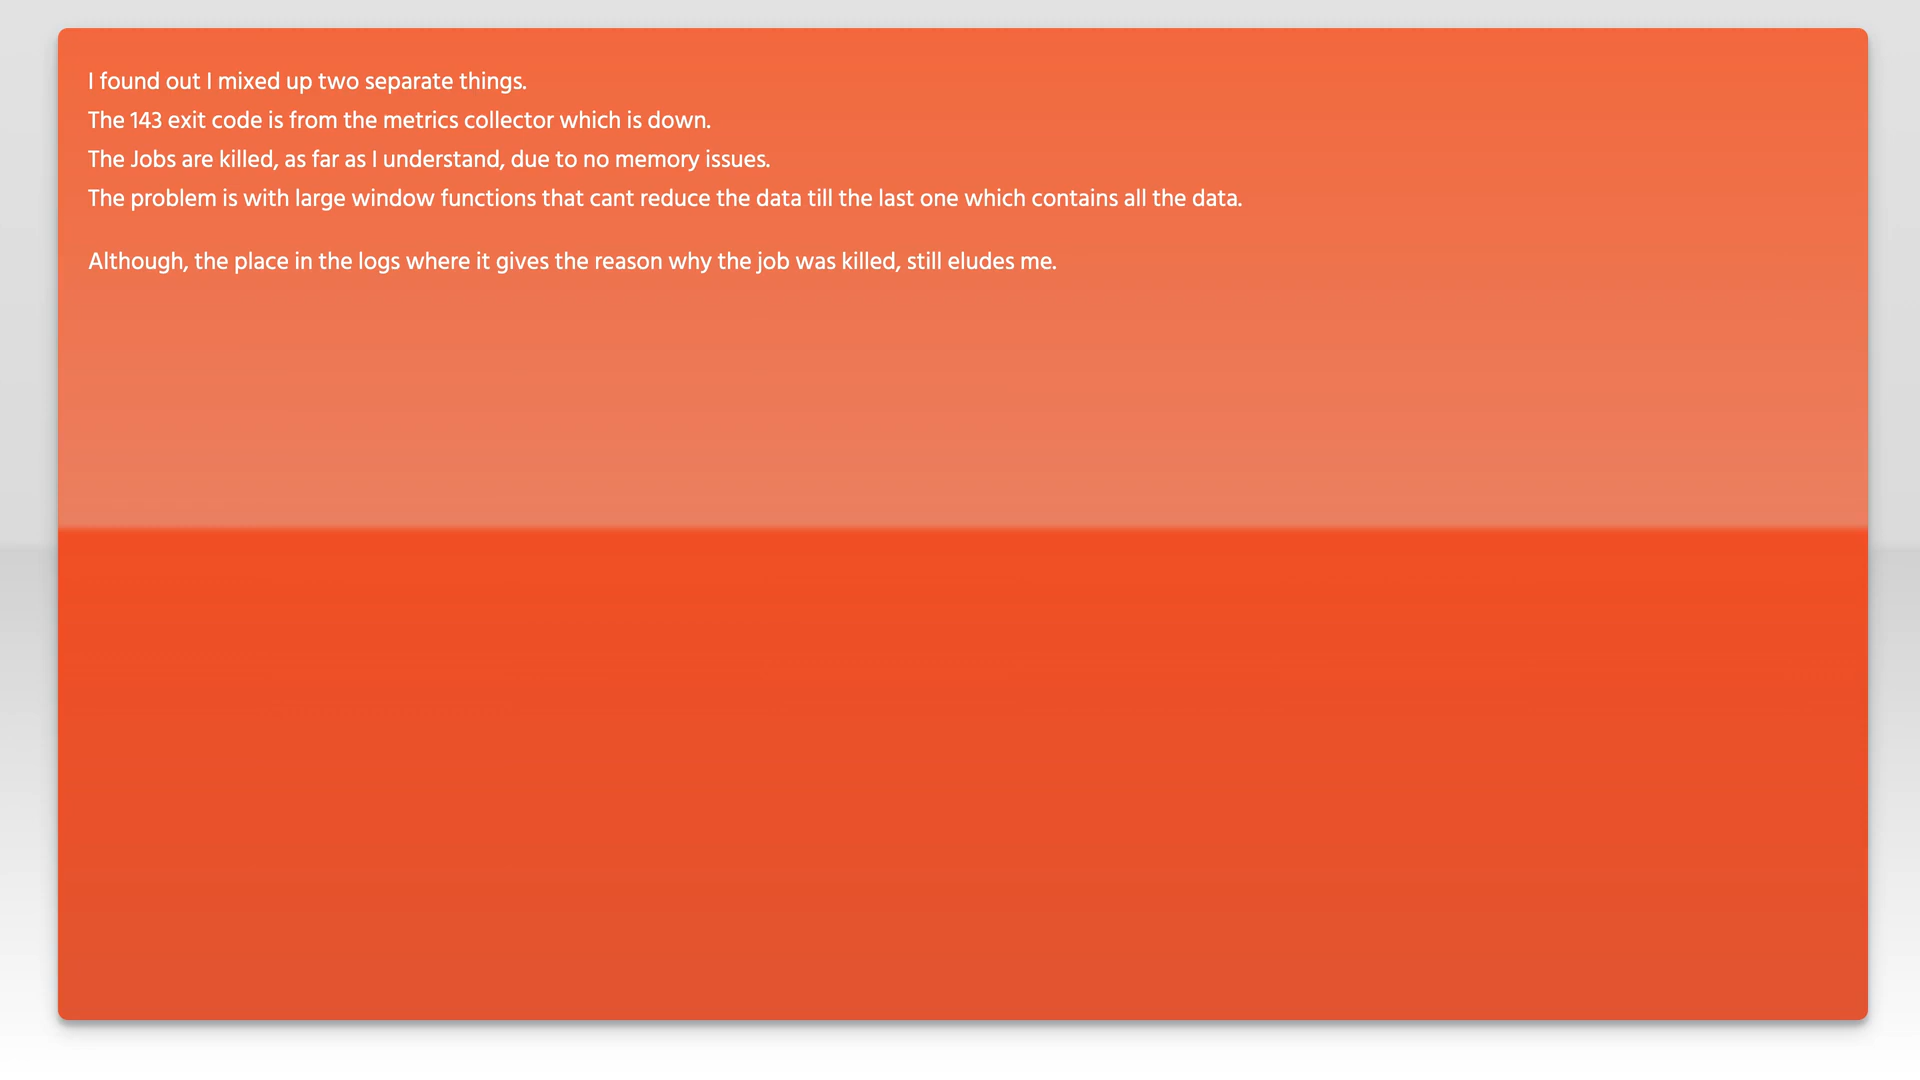 I found out I mixed up two separate things.
The 143 exit code is from the metrics collector which is down.
The Jobs are killed, as far as I understand, due to no memory issues.
The problem is with large window functions that cant reduce the data till the last one which contains all the data.
Although, the place in the logs where it gives the reason why the job was killed, still eludes me.